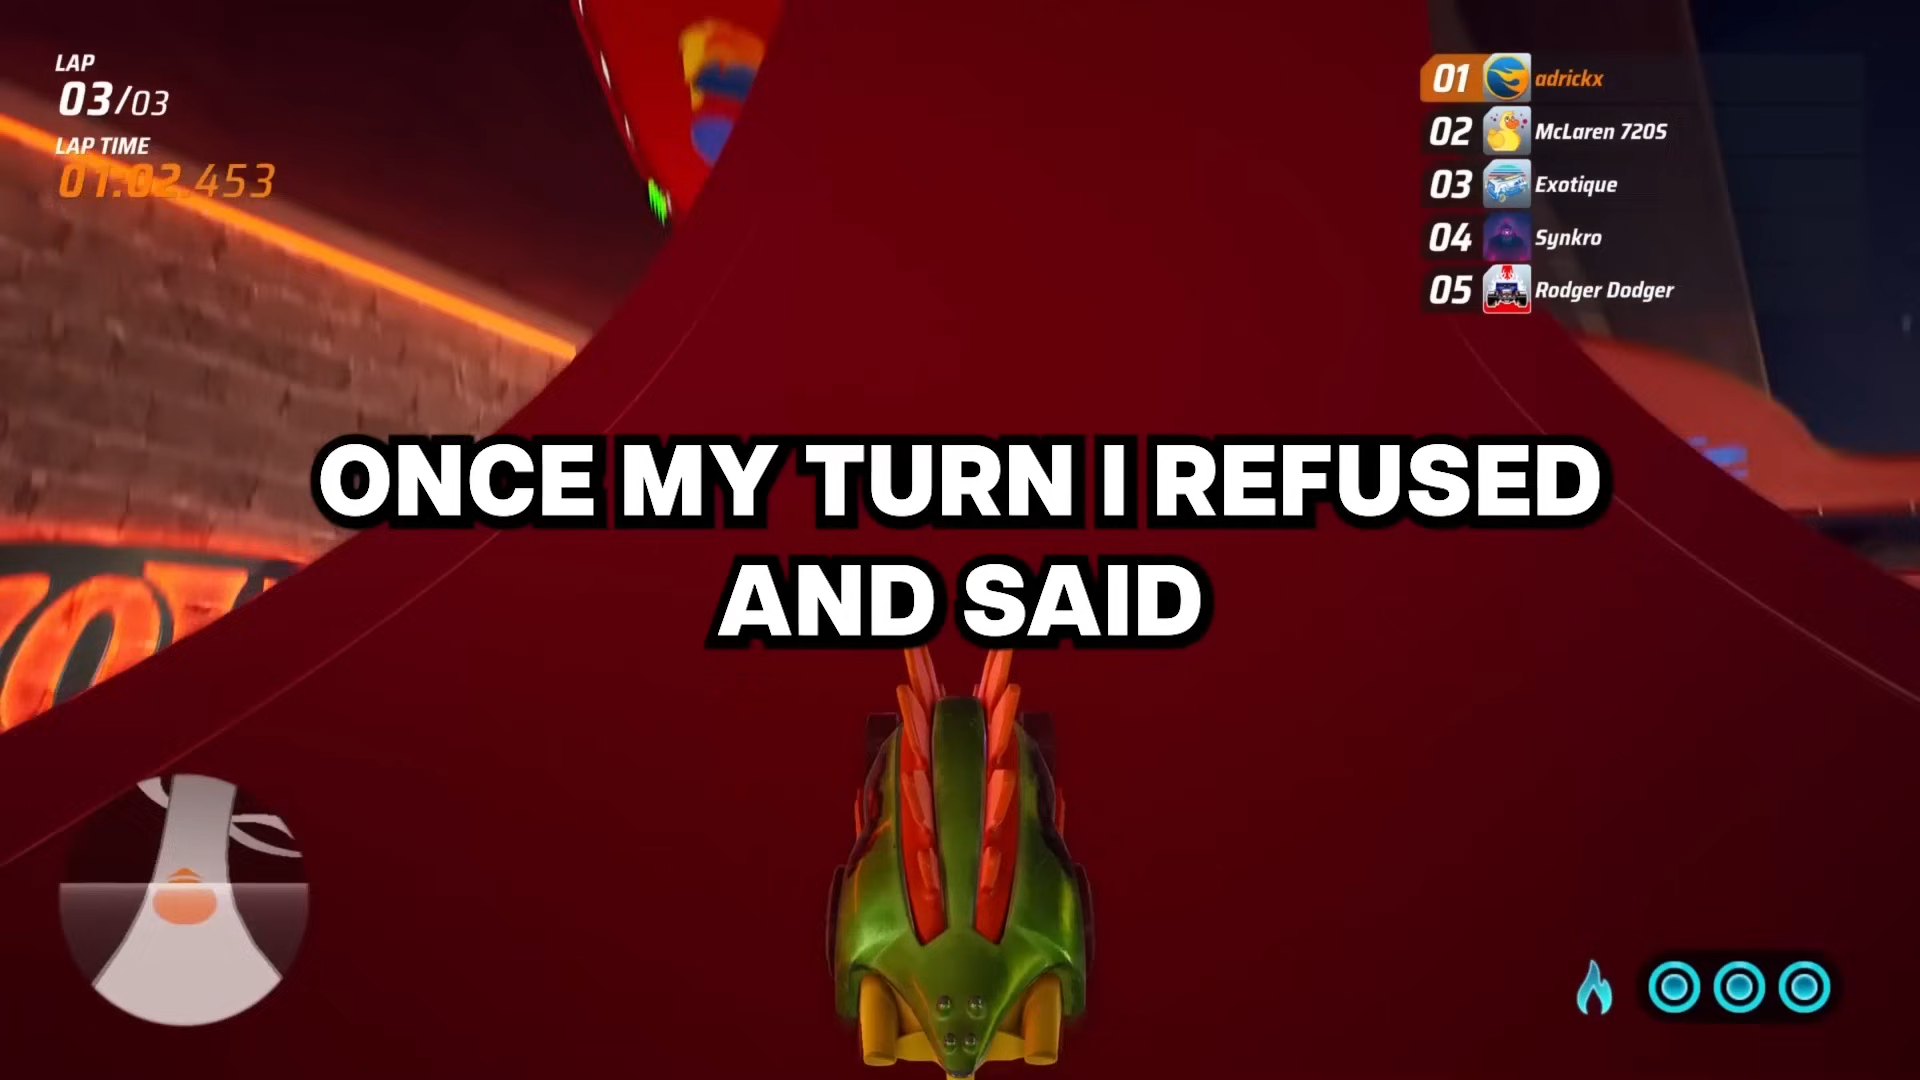 LAP
03/03
LAP TIME
01:02.453
01 adrickx
02 McLaren 720S
03 Exotique
04 Synkro
05 Rodger Dodger
ONCE MY TURN I REFUSED
AND SAID